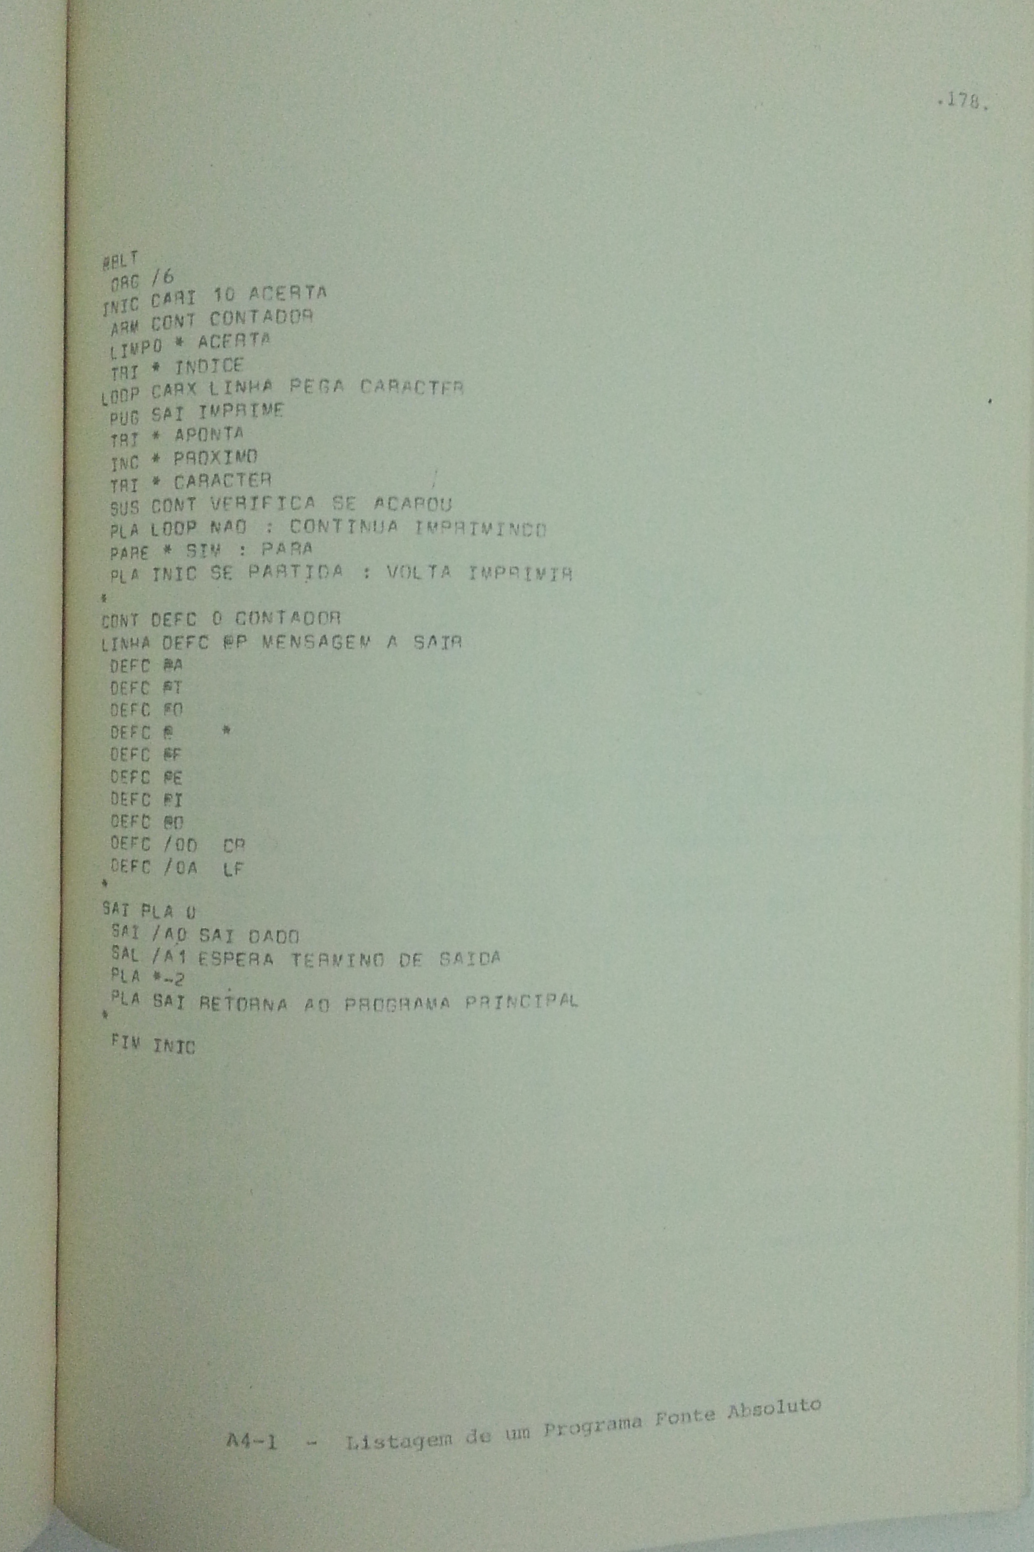 .178.
@BLT
ORG /6
INIC CARI 10 ACERTA
ARM CONT CONTADOR
LIMPO * ACERTA
TRI * INDICE
LOOP CARX LINHA PEGA CARACTER
PUG SAI IMPRIME
TRI * APONTA
INC * PROXIMO
TRI * CARACTER
SUS CONT VERIFICA SE ACABOU
PLA LOOP NAO : CONTINUA IMPRIMINDO
PARE * SIM : PARA
PLA INIC SE PARTIDA : VOLTA IMPRIMIR
*
CONT DEFC 0 CONTADOR
LINHA DEFC @P MENSAGEM A SAIR
DEFC @A
DEFC @T
DEFC @O
DEFC @ *
DEFC @F
DEFC @E
DEFC @I
DEFC @O
DEFC /0D CR
DEFC /0A LF
*
SAI PLA 0
SAI /A0 SAI DADO
SAL /A1 ESPERA TERMINO DE SAIDA
PLA *-2
PLA SAI RETORNA AO PROGRAMA PRINCIPAL
*
FIM INIC
A4-1 - Listagem de um Programa Fonte Absoluto